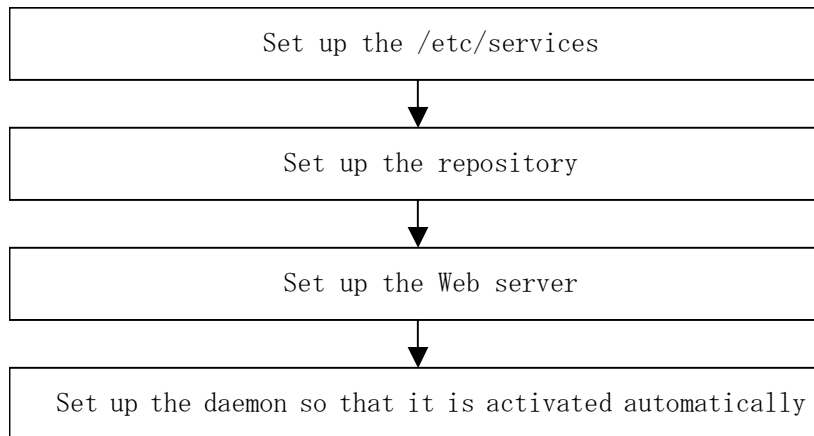 Set up the /etc/services
Set up the repository
Set up the Web server
Set up the daemon so that it is activated automatically